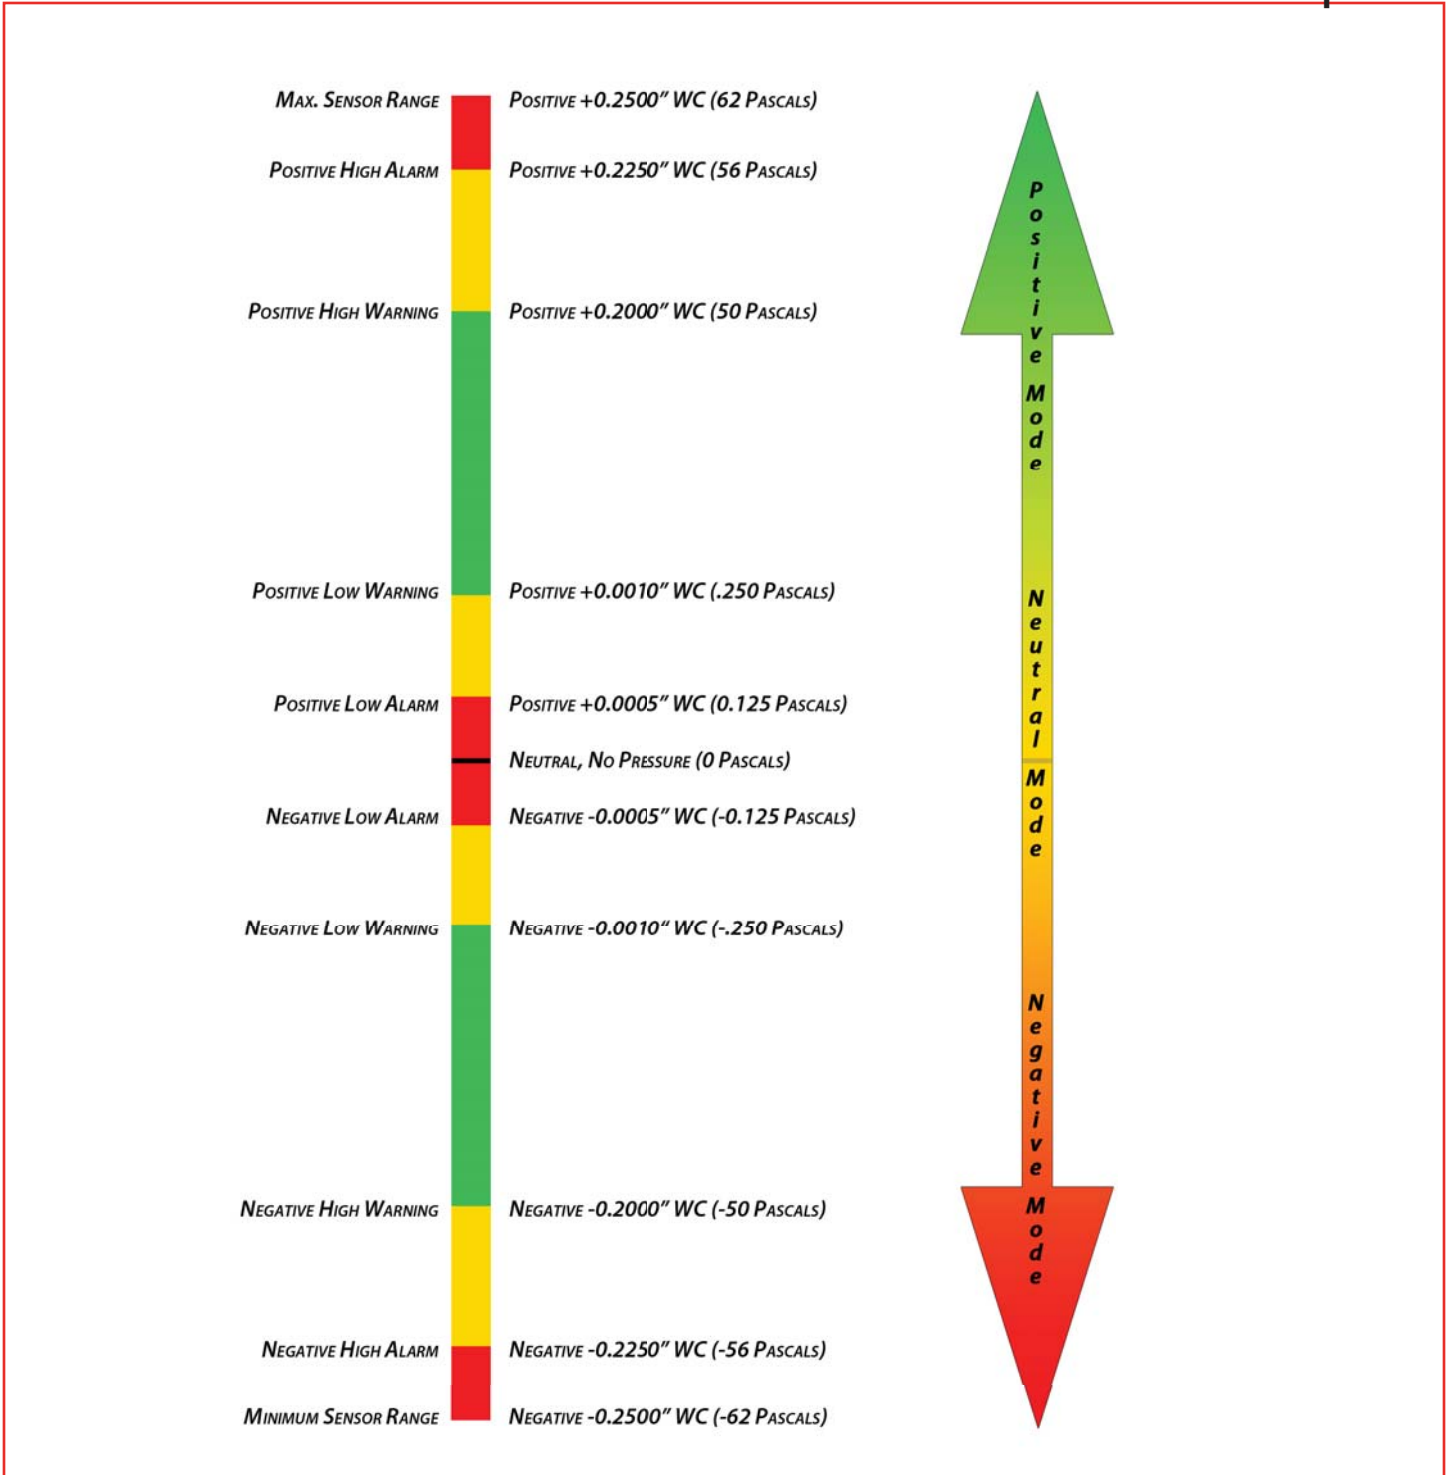 Max. Sensor Range Positive +0.2500" WC (62 Pascals)
Positive High Alarm Positive +0.2250" WC (56 Pascals)
Positive High Warning Positive +0.2000" WC (50 Pascals)
Positive Low Warning Positive +0.0010" WC (.250 Pascals)
Positive Low Alarm Positive +0.0005" WC (0.125 Pascals)
Neutral, No Pressure (0 Pascals)
Negative Low Alarm Negative -0.0005" WC (-0.125 Pascals)
Negative Low Warning Negative -0.0010" WC (-.250 Pascals)
Negative High Warning Negative -0.2000" WC (-50 Pascals)
Negative High Alarm Negative -0.2250" WC (-56 Pascals)
Minimum Sensor Range Negative -0.2500" WC (-62 Pascals)
Positive Mode
Neutral Mode
Negative Mode